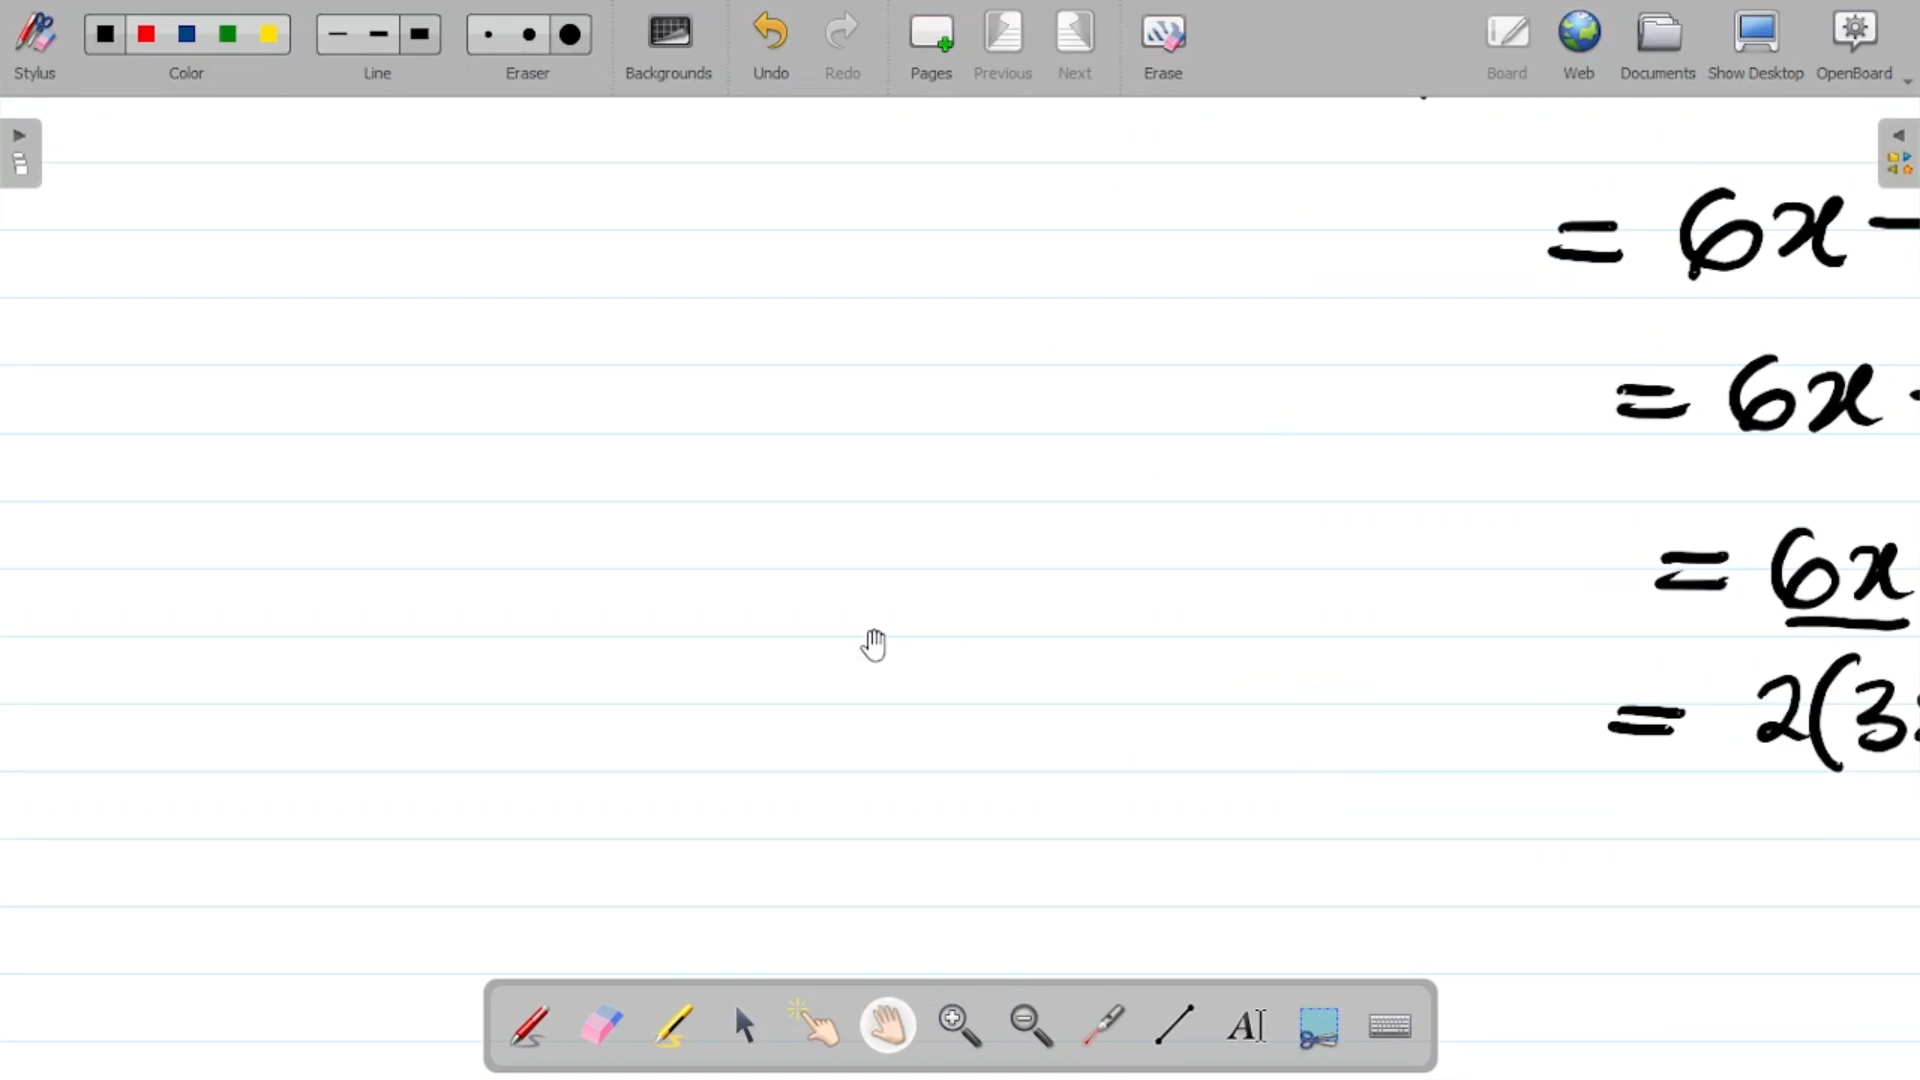 Stylus Color Line Eraser Backgrounds Undo Redo Pages Previous Next Erase Board Web Documents Show Desktop OpenBoard
= 6x -
= 6x
= 6x
= 2(3